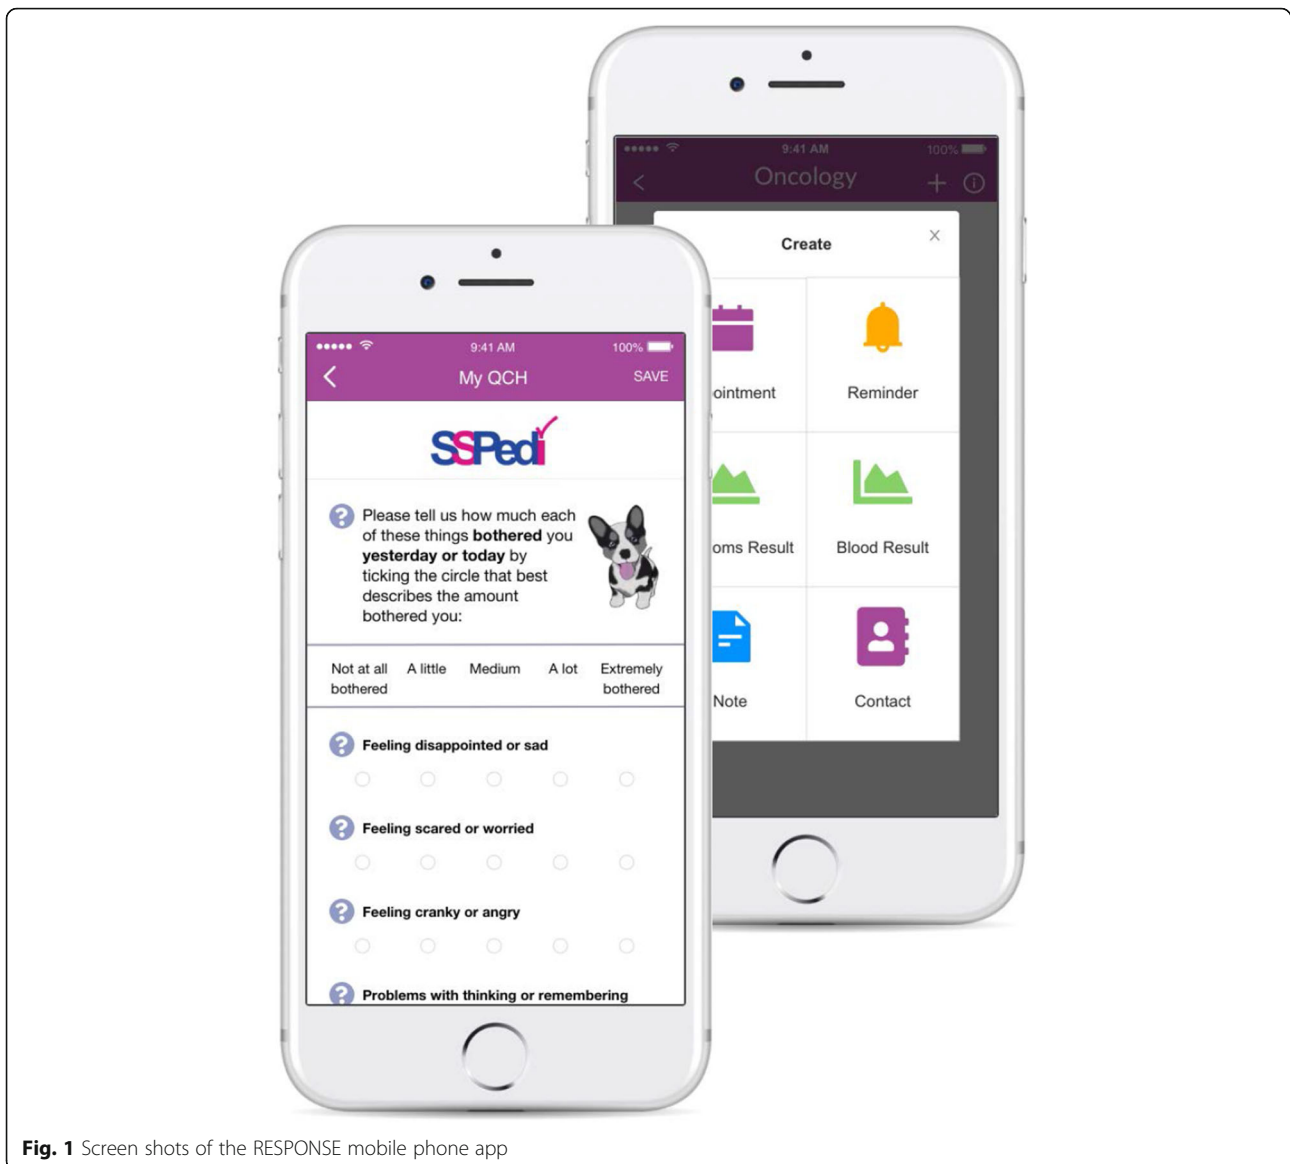 9:41 AM 100%
Oncology
Create
ointment Reminder
oms Result Blood Result
Note Contact
9:41 AM 100%
My QCH SAVE
SSPedi
? Please tell us how much each
of these things bothered you
yesterday or today by
ticking the circle that best
describes the amount
bothered you:
Not at all A little Medium A lot Extremely
bothered bothered
? Feeling disappointed or sad
? Feeling scared or worried
? Feeling cranky or angry
? Problems with thinking or remembering
Fig. 1 Screen shots of the RESPONSE mobile phone app